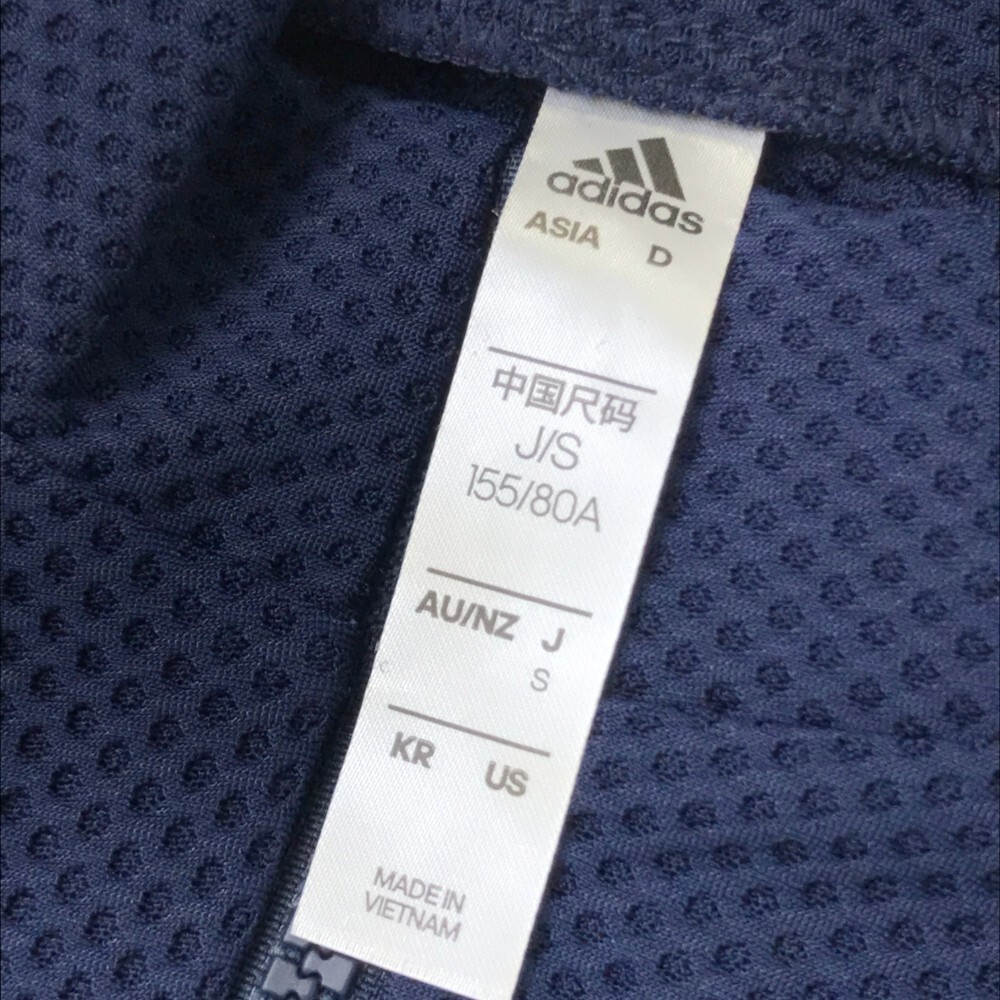 adidas
ASIA D
中国尺码
J/S
155/80A
AU/NZ J
S
KR US
MADE IN
VIETNAM